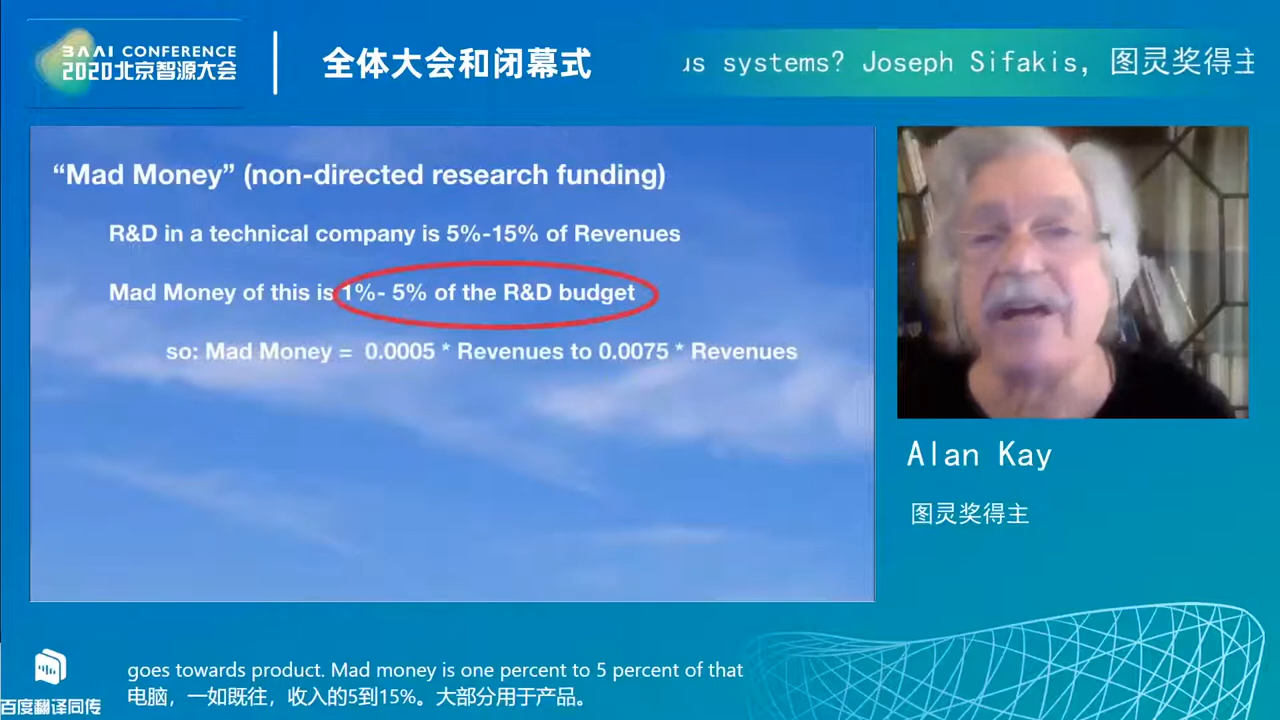 BAAI CONFERENCE
2020北京智源大会
全体大会和闭幕式
us systems? Joseph Sifakis, 图灵奖得主
“Mad Money” (non-directed research funding)
R&D in a technical company is 5%-15% of Revenues
Mad Money of this is 1%- 5% of the R&D budget
so: Mad Money = 0.0005 * Revenues to 0.0075 * Revenues
Alan Kay
图灵奖得主
goes towards product. Mad money is one percent to 5 percent of that
电脑，一如既往，收入的5到15%。大部分用于产品。
百度翻译同传